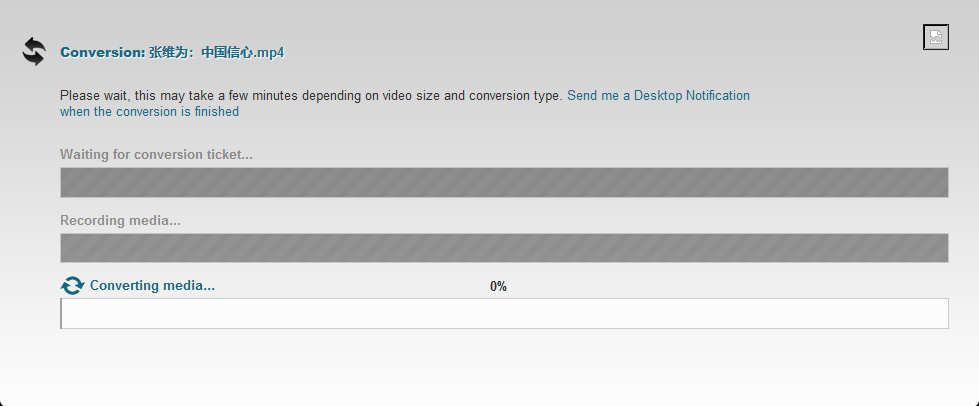 Conversion: 张维为：中国信心.mp4
Please wait, this may take a few minutes depending on video size and conversion type. Send me a Desktop Notification
when the conversion is finished
Waiting for conversion ticket...
Recording media...
Converting media...
0%